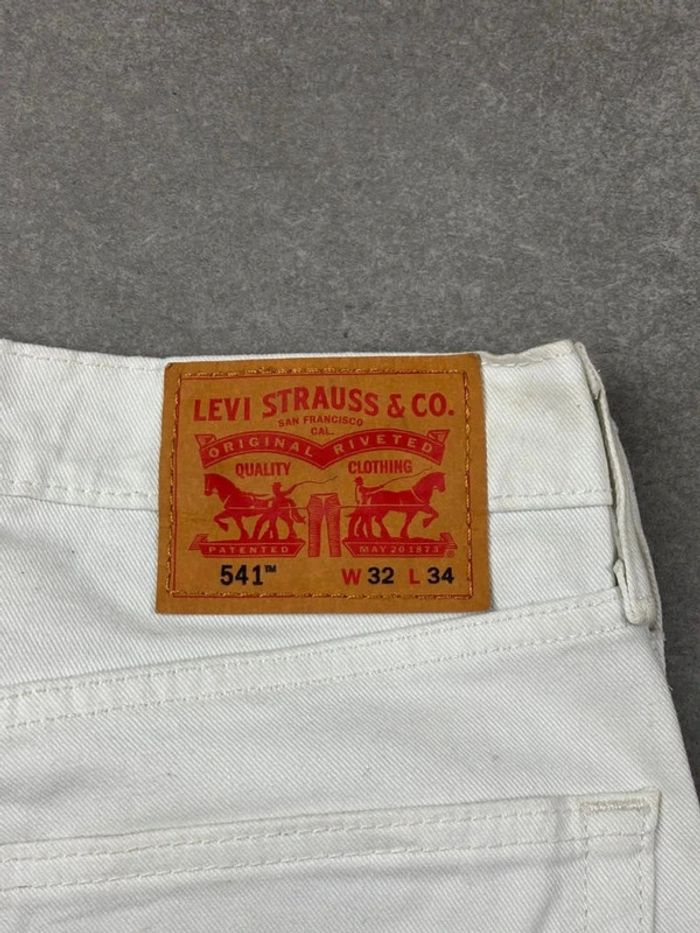 LEVI STRAUSS & CO.
SAN FRANCISCO
CAL.
ORIGINAL RIVETED
QUALITY CLOTHING
PATENTED MAY 20 1873 ®
541™ W 32 L 34